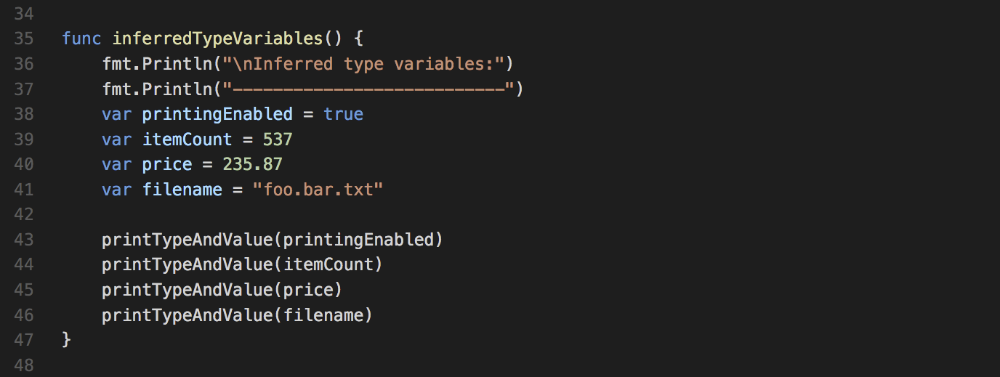 34
35 func inferredTypeVariables() {
36 fmt.Println("\nInferred type variables:")
37 fmt.Println("---------------------------")
38 var printingEnabled = true
39 var itemCount = 537
40 var price = 235.87
41 var filename = "foo.bar.txt"
42
43 printTypeAndValue(printingEnabled)
44 printTypeAndValue(itemCount)
45 printTypeAndValue(price)
46 printTypeAndValue(filename)
47 }
48